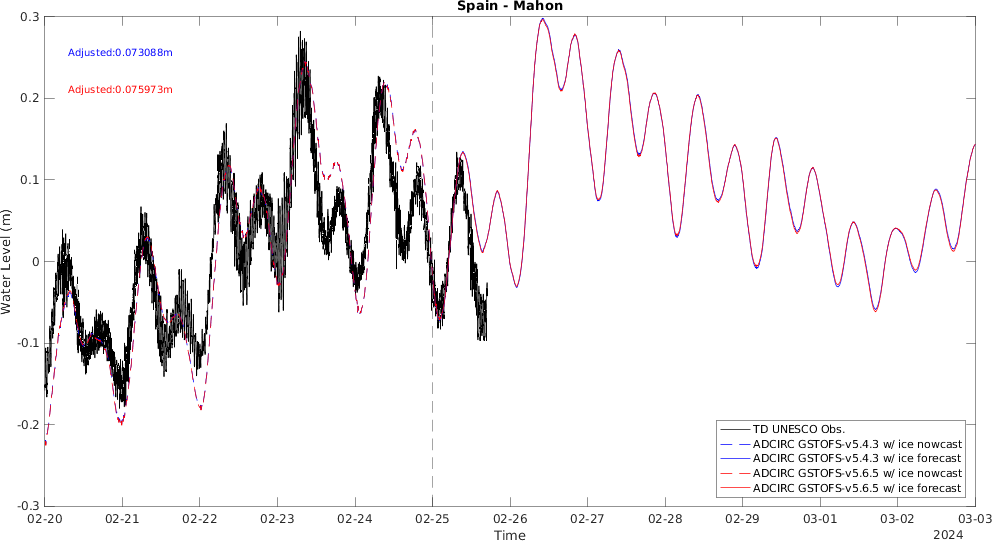 Spain - Mahon
Adjusted:0.073088m
Adjusted:0.075973m
Water Level (m)
0.3
0.2
0.1
0
-0.1
-0.2
-0.3
TD UNESCO Obs.
ADCIRC GSTOFS-v5.4.3 w/ ice nowcast
ADCIRC GSTOFS-v5.4.3 w/ ice forecast
ADCIRC GSTOFS-v5.6.5 w/ ice nowcast
ADCIRC GSTOFS-v5.6.5 w/ ice forecast
02-20 02-21 02-22 02-23 02-24 02-25 02-26 02-27 02-28 02-29 03-01 03-02 03-03
Time
2024